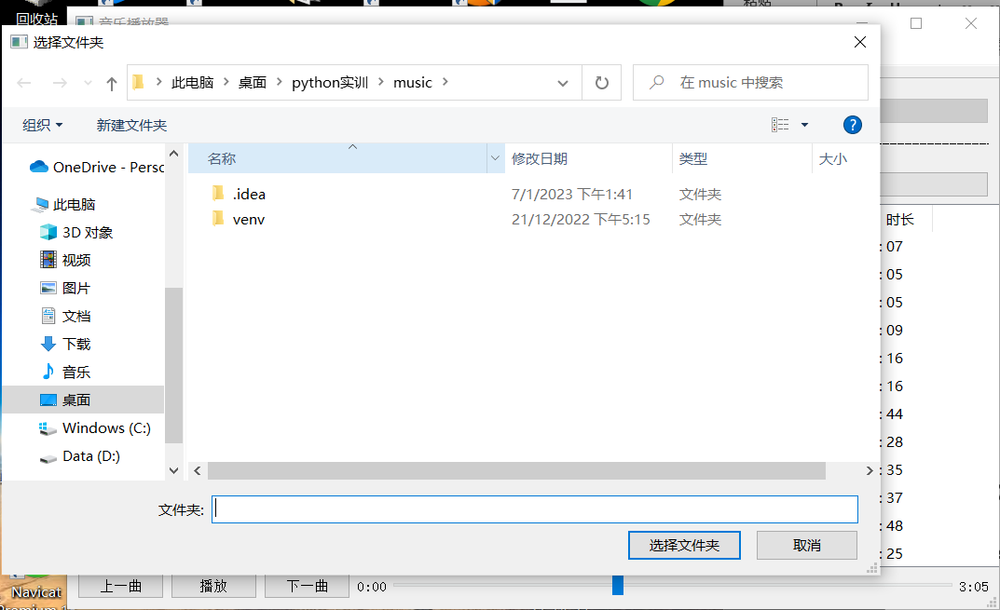 回收站
音乐播放器
选择文件夹
此电脑 桌面 python实训 music
在 music 中搜索
组织 新建文件夹
名称 修改日期 类型 大小
OneDrive - Persc
此电脑
3D 对象
视频
图片
文档
下载
音乐
桌面
Windows (C:)
Data (D:)
.idea 7/1/2023 下午1:41 文件夹
venv 21/12/2022 下午5:15 文件夹
时长
: 07
: 05
: 05
: 09
: 16
: 16
: 44
: 28
: 35
: 37
: 48
: 25
文件夹:
选择文件夹 取消
Navicat
上一曲 播放 下一曲 0:00 3:05